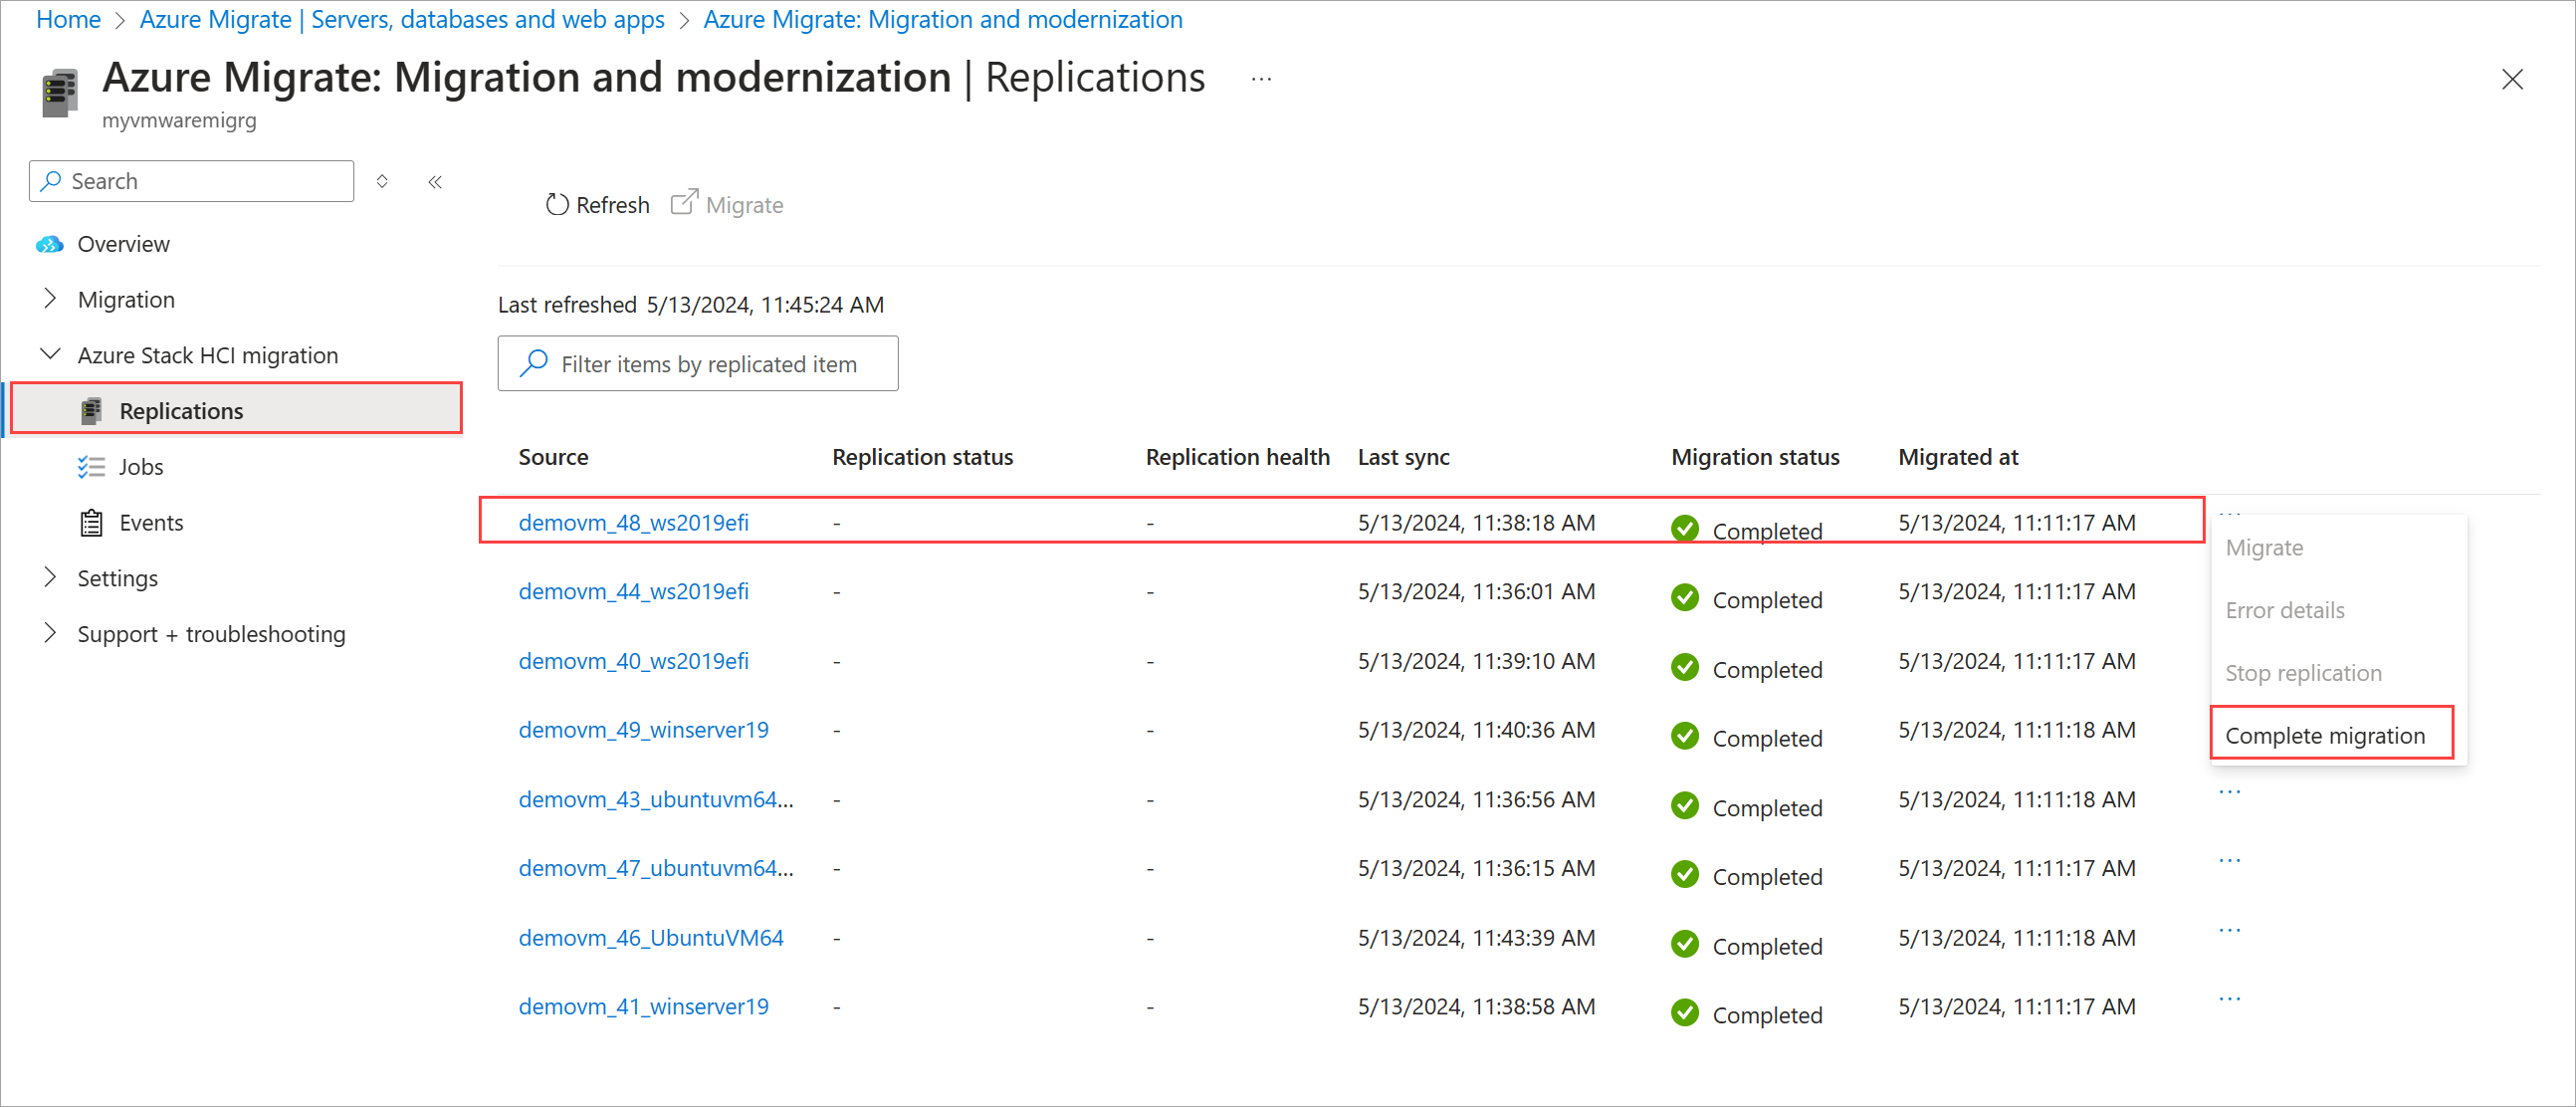 Home > Azure Migrate | Servers, databases and web apps > Azure Migrate: Migration and modernization
Azure Migrate: Migration and modernization | Replications ...
myvmwaremigrg
Search
Overview
Migration
Azure Stack HCI migration
Replications
Jobs
Events
Settings
Support + troubleshooting
Refresh Migrate
Last refreshed 5/13/2024, 11:45:24 AM
Filter items by replicated item
Source Replication status Replication health Last sync Migration status Migrated at
demovm_48_ws2019efi - - 5/13/2024, 11:38:18 AM Completed 5/13/2024, 11:11:17 AM ...
demovm_44_ws2019efi - - 5/13/2024, 11:36:01 AM Completed 5/13/2024, 11:11:17 AM
demovm_40_ws2019efi - - 5/13/2024, 11:39:10 AM Completed 5/13/2024, 11:11:17 AM
demovm_49_winserver19 - - 5/13/2024, 11:40:36 AM Completed 5/13/2024, 11:11:18 AM
demovm_43_ubuntuvm64... - - 5/13/2024, 11:36:56 AM Completed 5/13/2024, 11:11:18 AM ...
demovm_47_ubuntuvm64... - - 5/13/2024, 11:36:15 AM Completed 5/13/2024, 11:11:17 AM ...
demovm_46_UbuntuVM64 - - 5/13/2024, 11:43:39 AM Completed 5/13/2024, 11:11:18 AM ...
demovm_41_winserver19 - - 5/13/2024, 11:38:58 AM Completed 5/13/2024, 11:11:17 AM ...
Migrate
Error details
Stop replication
Complete migration